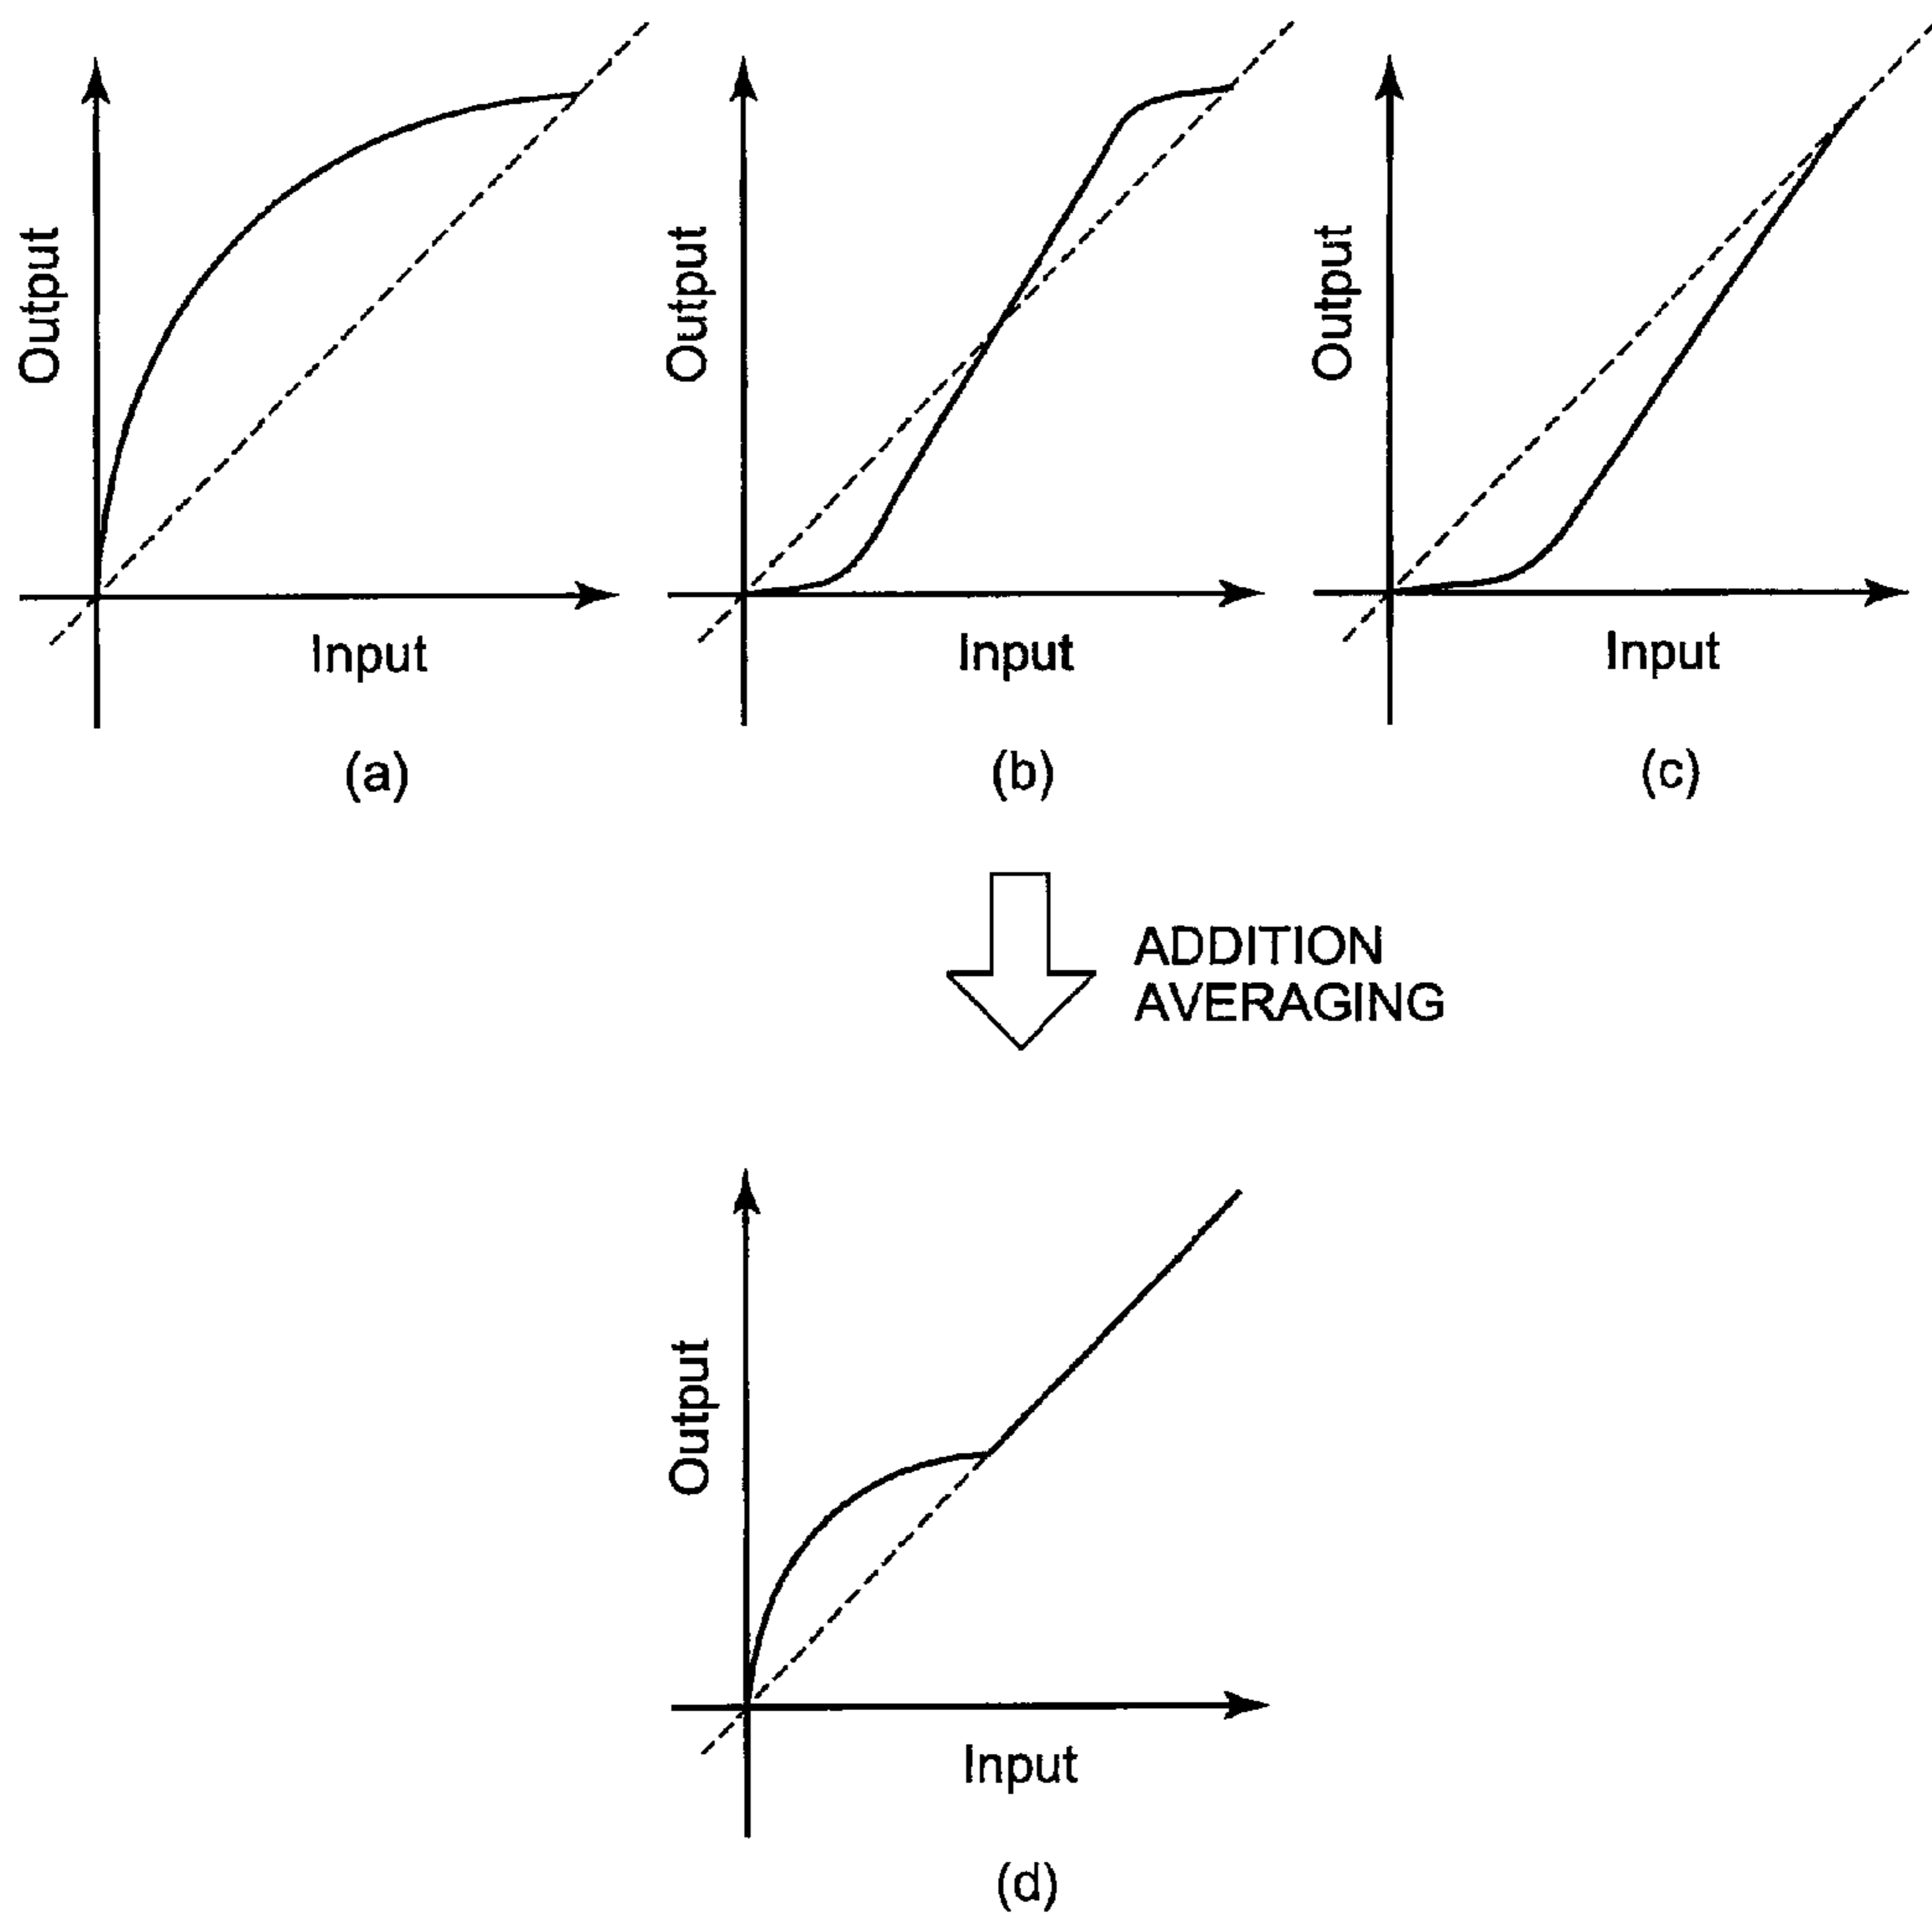 Output
Input
(a)
Output
Input
(b)
Output
Input
(c)
ADDITION
AVERAGING
Output
Input
(d)